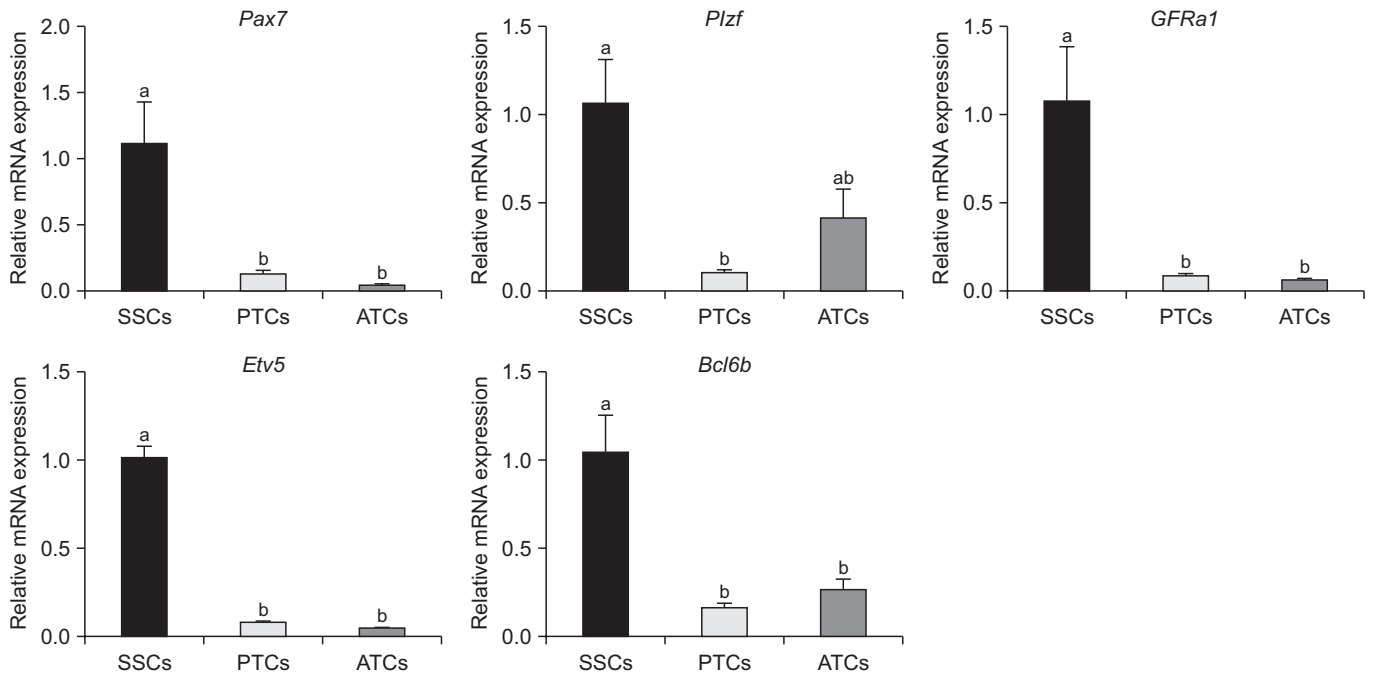 Pax7
Relative mRNA expression
2.0
1.5
1.0
0.5
0.0
a
b
b
SSCs PTCs ATCs
Plzf
Relative mRNA expression
1.5
1.0
0.5
0.0
a
b
ab
SSCs PTCs ATCs
GFRa1
Relative mRNA expression
1.5
1.0
0.5
0.0
a
b
b
SSCs PTCs ATCs
Etv5
Relative mRNA expression
1.5
1.0
0.5
0.0
a
b
b
SSCs PTCs ATCs
Bcl6b
Relative mRNA expression
1.5
1.0
0.5
0.0
a
b
b
SSCs PTCs ATCs